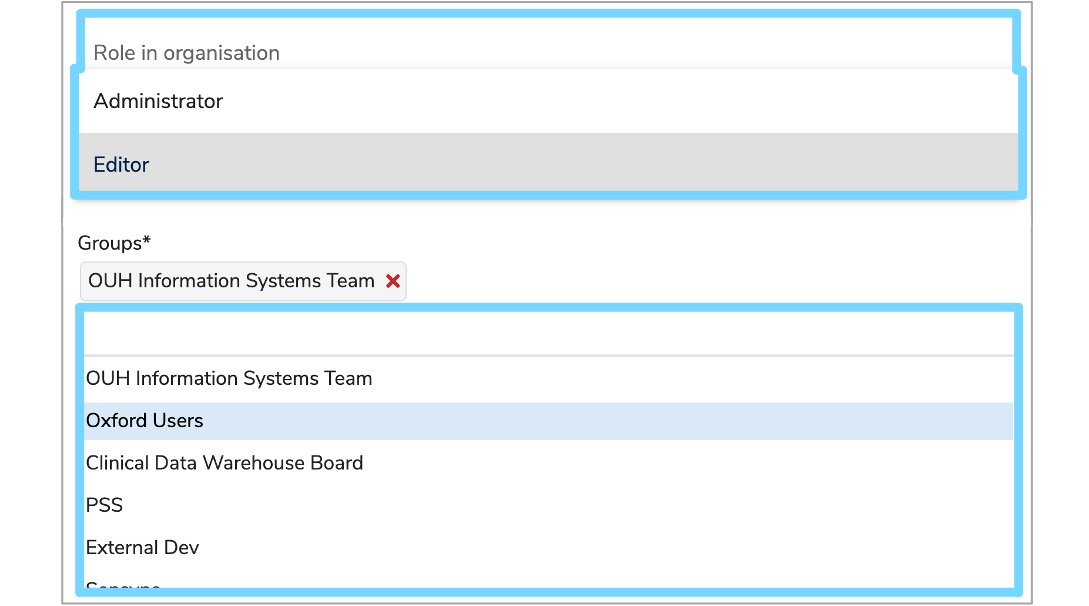 Role in organisation
Administrator
Editor
Groups*
OUH Information Systems Team
OUH Information Systems Team
Oxford Users
Clinical Data Warehouse Board
PSS
External Dev